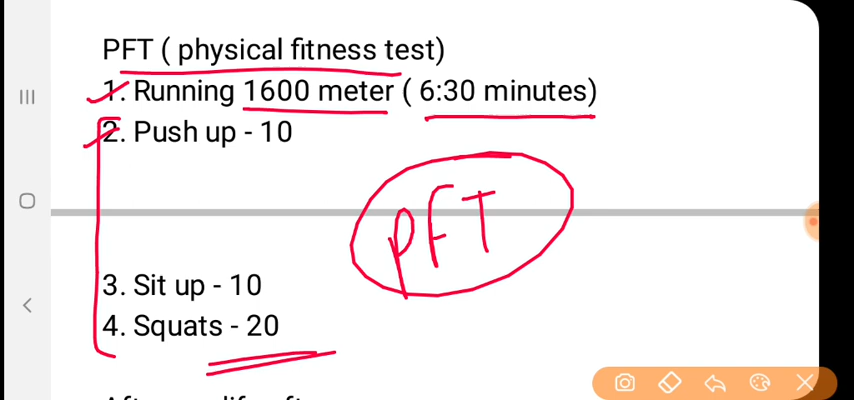 PFT ( physical fitness test)
1. Running 1600 meter ( 6:30 minutes)
2. Push up - 10
PFT
3. Sit up - 10
4. Squats - 20